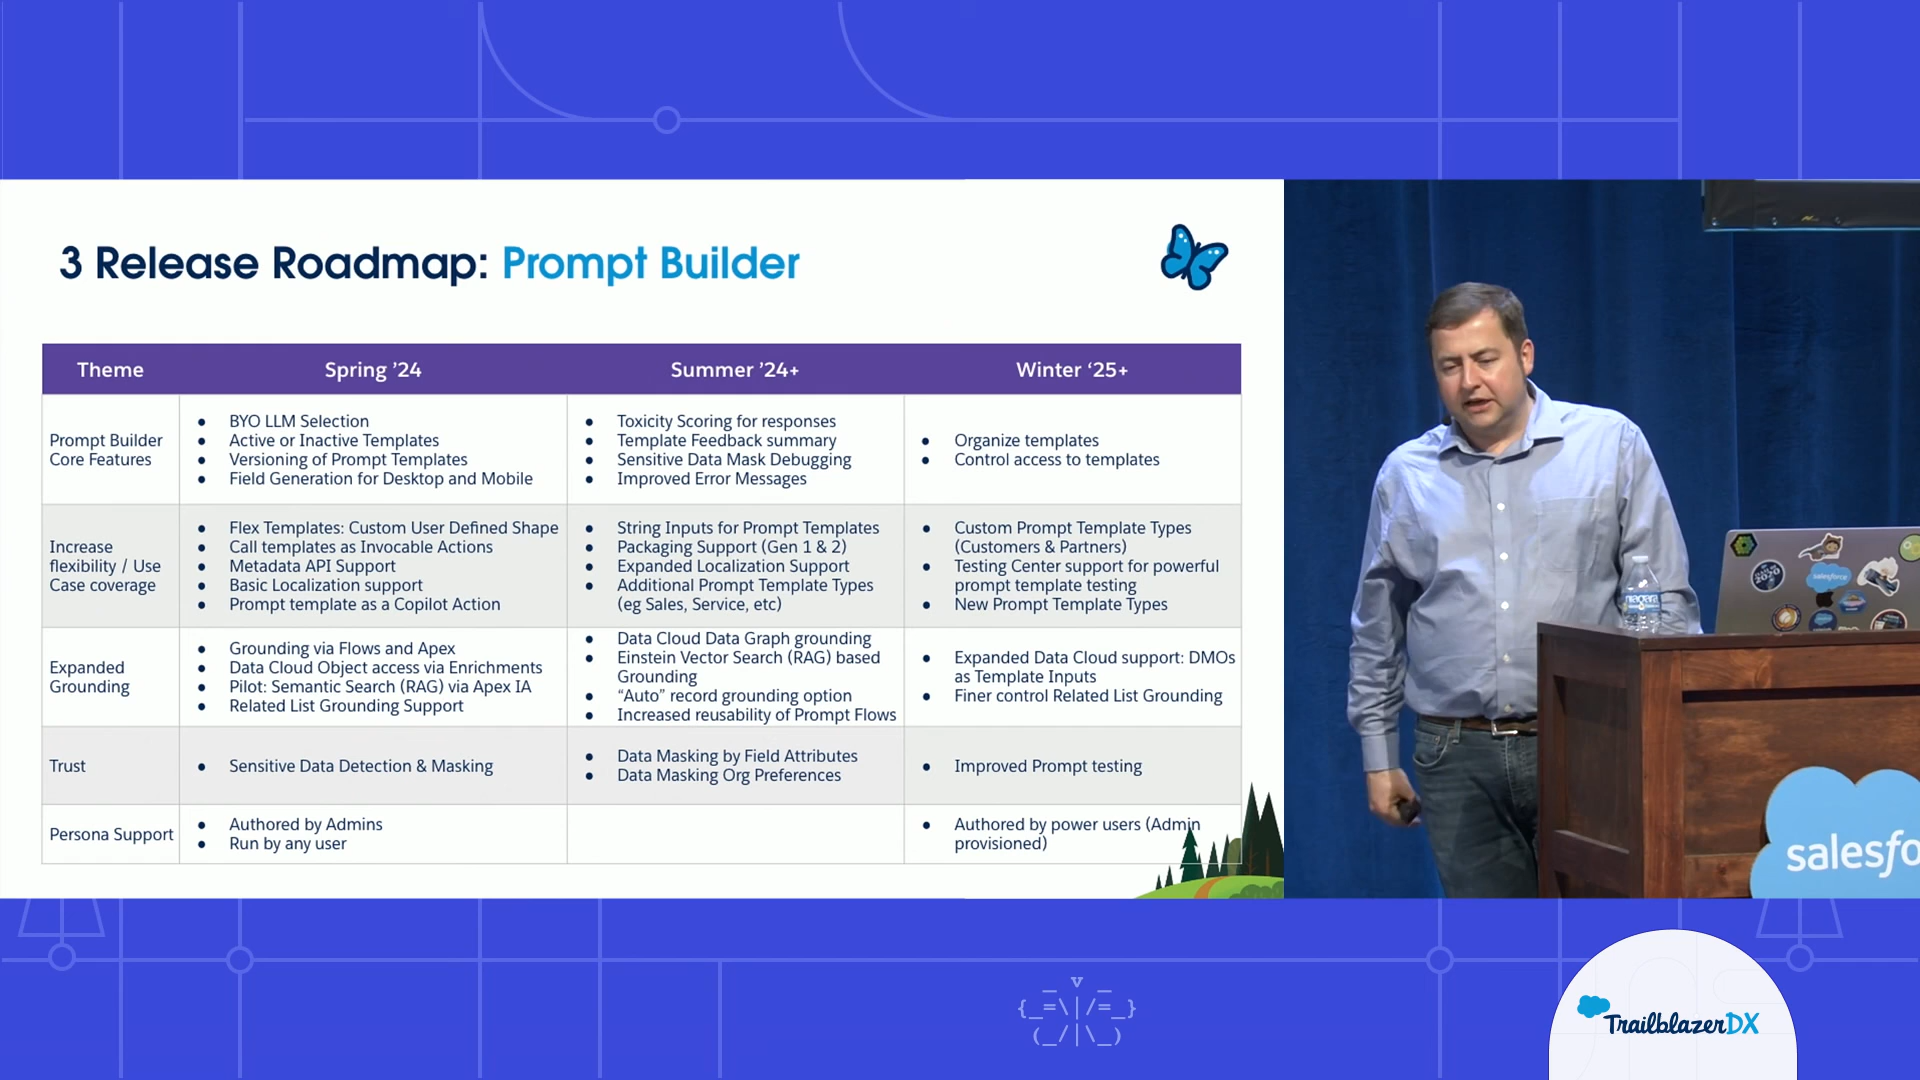 3 Release Roadmap: Prompt Builder
Theme
Spring ’24
Summer ’24+
Winter ‘25+
Prompt Builder
Core Features
● BYO LLM Selection
● Active or Inactive Templates
● Versioning of Prompt Templates
● Field Generation for Desktop and Mobile
● Toxicity Scoring for responses
● Template Feedback summary
● Sensitive Data Mask Debugging
● Improved Error Messages
● Organize templates
● Control access to templates
Increase
flexibility / Use
Case coverage
● Flex Templates: Custom User Defined Shape
● Call templates as Invocable Actions
● Metadata API Support
● Basic Localization support
● Prompt template as a Copilot Action
● String Inputs for Prompt Templates
● Packaging Support (Gen 1 & 2)
● Expanded Localization Support
● Additional Prompt Template Types
(eg Sales, Service, etc)
● Custom Prompt Template Types
(Customers & Partners)
● Testing Center support for powerful
prompt template testing
● New Prompt Template Types
Expanded
Grounding
● Grounding via Flows and Apex
● Data Cloud Object access via Enrichments
● Pilot: Semantic Search (RAG) via Apex IA
● Related List Grounding Support
● Data Cloud Data Graph grounding
● Einstein Vector Search (RAG) based
Grounding
● “Auto” record grounding option
● Increased reusability of Prompt Flows
● Expanded Data Cloud support: DMOs
as Template Inputs
● Finer control Related List Grounding
Trust
● Sensitive Data Detection & Masking
● Data Masking by Field Attributes
● Data Masking Org Preferences
● Improved Prompt testing
Persona Support
● Authored by Admins
● Run by any user
● Authored by power users (Admin
provisioned)
niagara
2020
salesforce
salesfo
TrailblazerDX